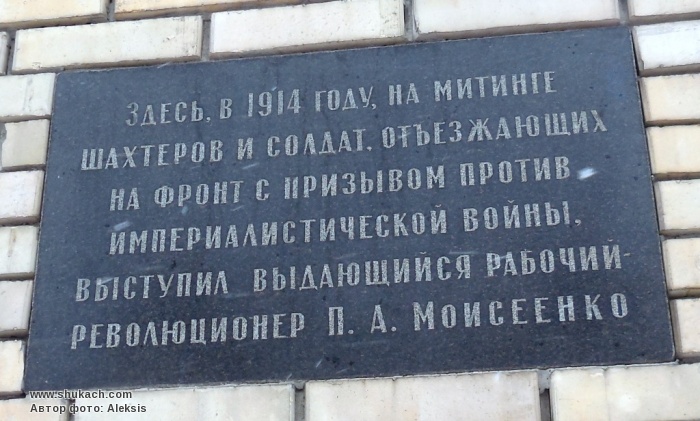 ЗДЕСЬ, В 1914 ГОДУ, НА МИТИНГЕ
ШАХТЕРОВ И СОЛДАТ, ОТЪЕЗЖАЮЩИХ
НА ФРОНТ С ПРИЗЫВОМ ПРОТИВ
ИМПЕРИАЛИСТИЧЕСКОЙ ВОЙНЫ,
ВЫСТУПИЛ ВЫДАЮЩИЙСЯ РАБОЧИЙ-
РЕВОЛЮЦИОНЕР П. А. МОИСЕЕНКО
www.shukach.com
Автор фото: Aleksis